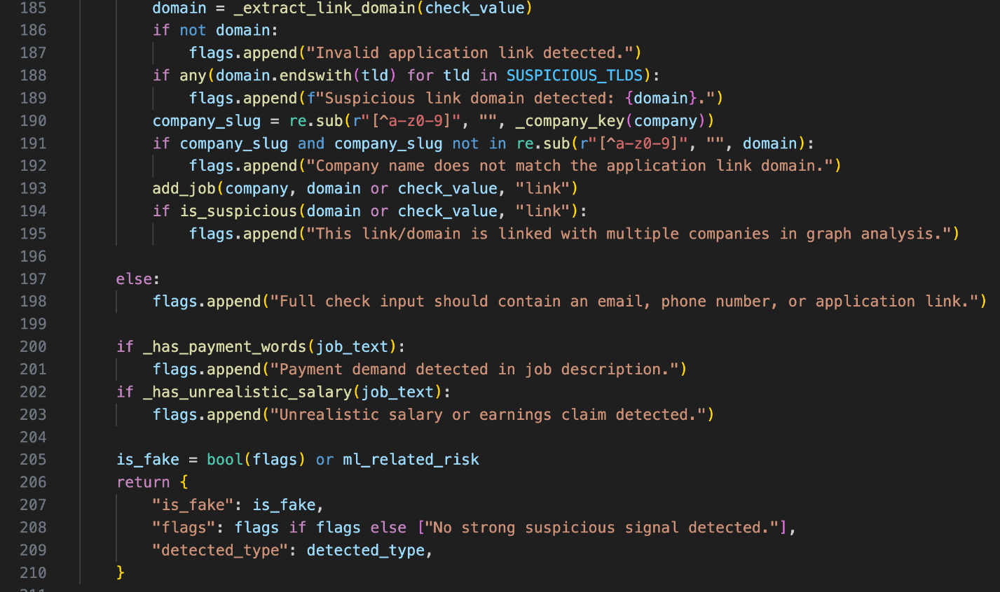 185 domain = _extract_link_domain(check_value)
186 if not domain:
187 flags.append("Invalid application link detected.")
188 if any(domain.endswith(tld) for tld in SUSPICIOUS_TLDS):
189 flags.append(f"Suspicious link domain detected: {domain}.")
190 company_slug = re.sub(r"[^a-z0-9]", "", _company_key(company))
191 if company_slug and company_slug not in re.sub(r"[^a-z0-9]", "", domain):
192 flags.append("Company name does not match the application link domain.")
193 add_job(company, domain or check_value, "link")
194 if is_suspicious(domain or check_value, "link"):
195 flags.append("This link/domain is linked with multiple companies in graph analysis.")
196
197 else:
198 flags.append("Full check input should contain an email, phone number, or application link.")
199
200 if _has_payment_words(job_text):
201 flags.append("Payment demand detected in job description.")
202 if _has_unrealistic_salary(job_text):
203 flags.append("Unrealistic salary or earnings claim detected.")
204
205 is_fake = bool(flags) or ml_related_risk
206 return {
207 "is_fake": is_fake,
208 "flags": flags if flags else ["No strong suspicious signal detected."],
209 "detected_type": detected_type,
210 }